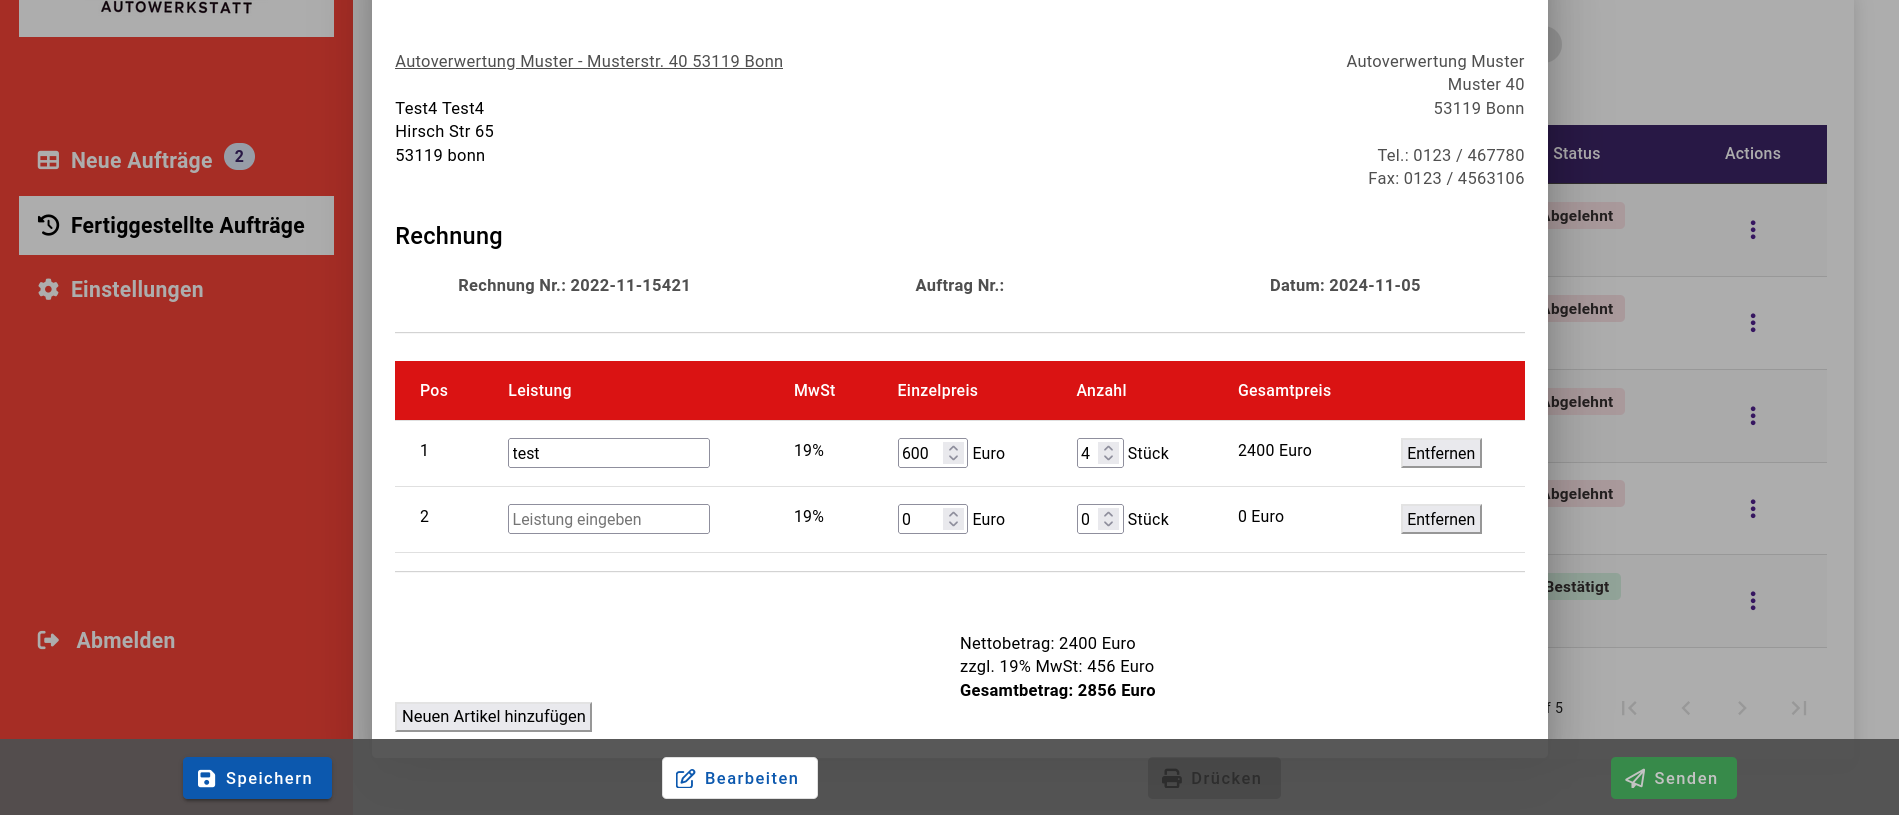 AUTOWERKSTATT
Neue Aufträge 2
Fertiggestellte Aufträge
Einstellungen
Abmelden
Autoverwertung Muster - Musterstr. 40 53119 Bonn
Test4 Test4
Hirsch Str 65
53119 bonn
Autoverwertung Muster
Muster 40
53119 Bonn
Tel.: 0123 / 467780
Fax: 0123 / 4563106
Rechnung
Rechnung Nr.: 2022-11-15421 Auftrag Nr.: Datum: 2024-11-05
Pos Leistung MwSt Einzelpreis Anzahl Gesamtpreis
1 test 19% 600 Euro 4 Stück 2400 Euro Entfernen
2 Leistung eingeben 19% 0 Euro 0 Stück 0 Euro Entfernen
Nettobetrag: 2400 Euro
zzgl. 19% MwSt: 456 Euro
Gesamtbetrag: 2856 Euro
Neuen Artikel hinzufügen
Status Actions
Abgelehnt
Abgelehnt
Abgelehnt
Abgelehnt
Bestätigt
f 5
Speichern Bearbeiten Drücken Senden